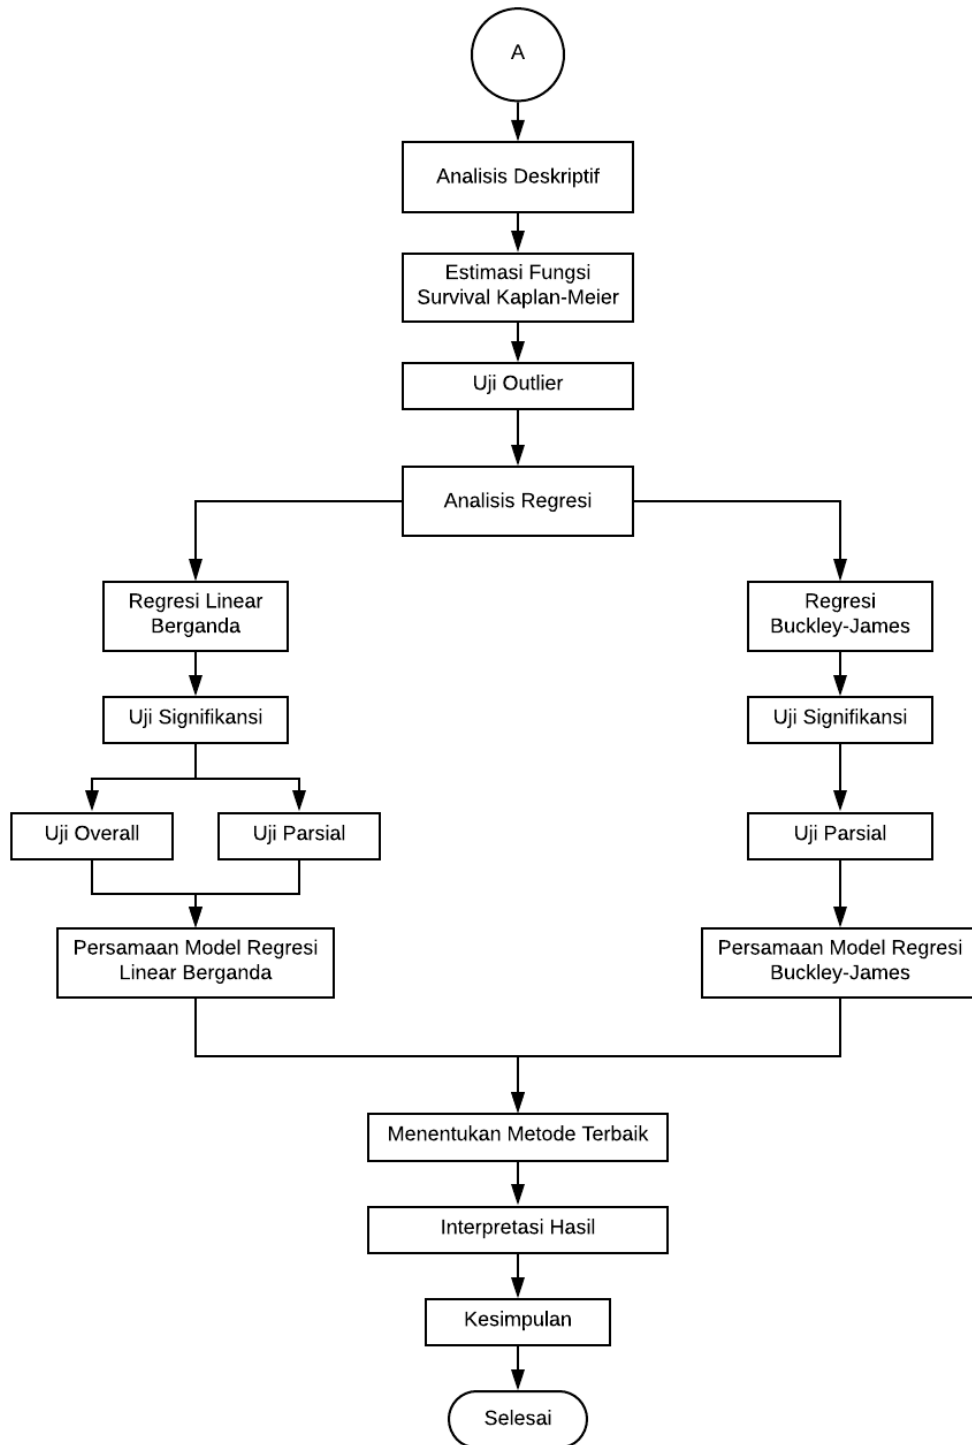 A
Analisis Deskriptif
Estimasi Fungsi
Survival Kaplan-Meier
Uji Outlier
Analisis Regresi
Regresi Linear
Berganda
Regresi
Buckley-James
Uji Signifikansi
Uji Signifikansi
Uji Overall
Uji Parsial
Uji Parsial
Persamaan Model Regresi
Linear Berganda
Persamaan Model Regresi
Buckley-James
Menentukan Metode Terbaik
Interpretasi Hasil
Kesimpulan
Selesai